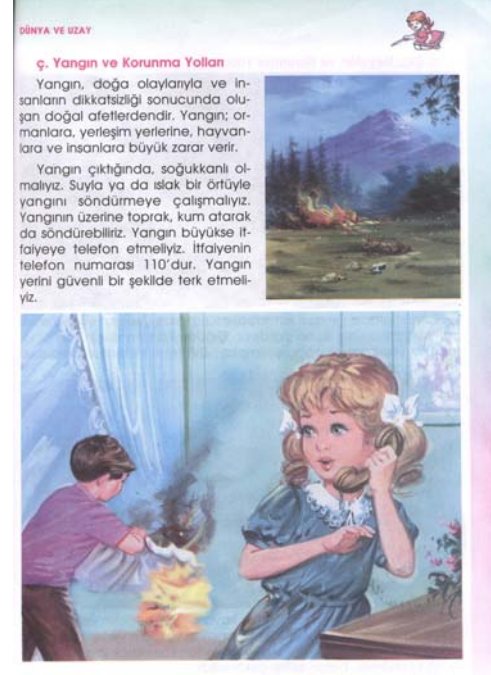 DÜNYA VE UZAY
ç. Yangın ve Korunma Yolları
Yangın, doğa olaylarıyla ve in-
sanların dikkatsizliği sonucunda olu-
şan doğal afetlerdendir. Yangın; or-
manlara, yerleşim yerlerine, hayvan-
lara ve insanlara büyük zarar verir.
Yangın çıktığında, soğukkanlı ol-
malıyız. Suyla ya da ıslak bir örtüyle
yangını söndürmeye çalışmalıyız.
Yangının üzerine toprak, kum atarak
da söndürebiliriz. Yangın büyükse it-
faiyeye telefon etmeliyiz. İtfaiyenin
telefon numarası 110'dur. Yangın
yerini güvenli bir şekilde terk etmeli-
yiz.